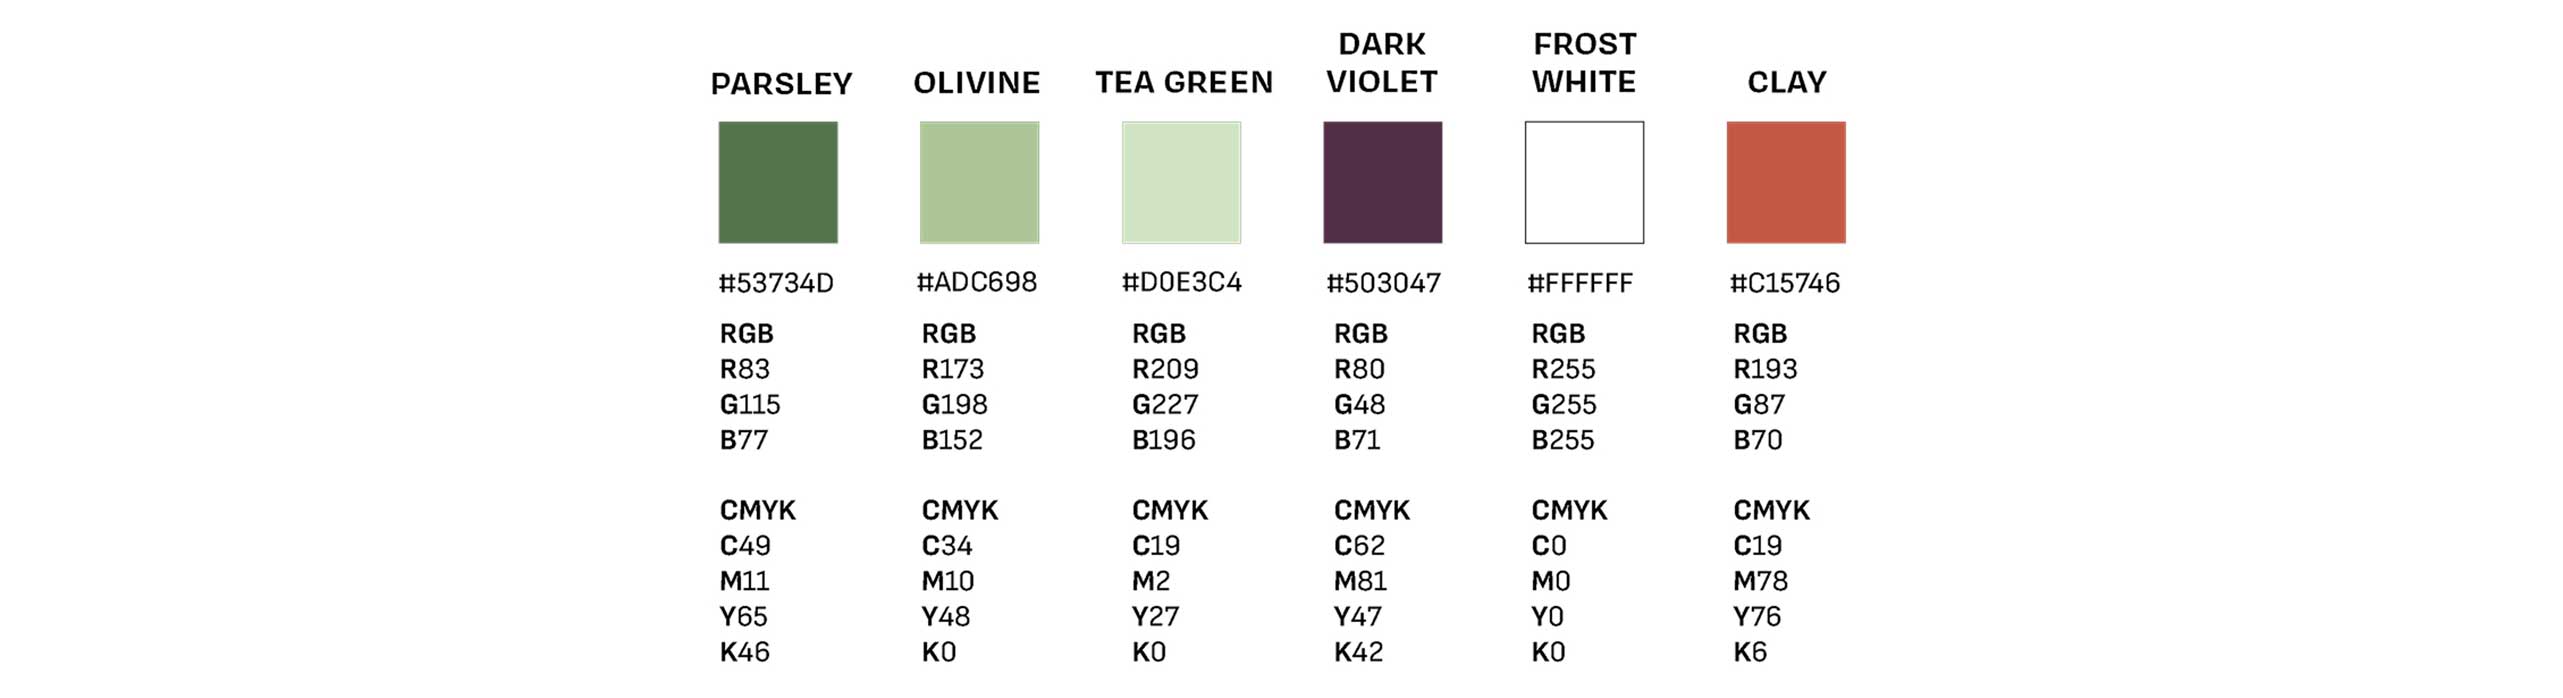 PARSLEY
#53734D
RGB
R83
G115
B77
CMYK
C49
M11
Y65
K46
OLIVINE
#ADC698
RGB
R173
G198
B152
CMYK
C34
M10
Y48
K0
TEA GREEN
#D0E3C4
RGB
R209
G227
B196
CMYK
C19
M2
Y27
K0
DARK
VIOLET
#503047
RGB
R80
G48
B71
CMYK
C62
M81
Y47
K42
FROST
WHITE
#FFFFFF
RGB
R255
G255
B255
CMYK
C0
M0
Y0
K0
CLAY
#C15746
RGB
R193
G87
B70
CMYK
C19
M78
Y76
K6